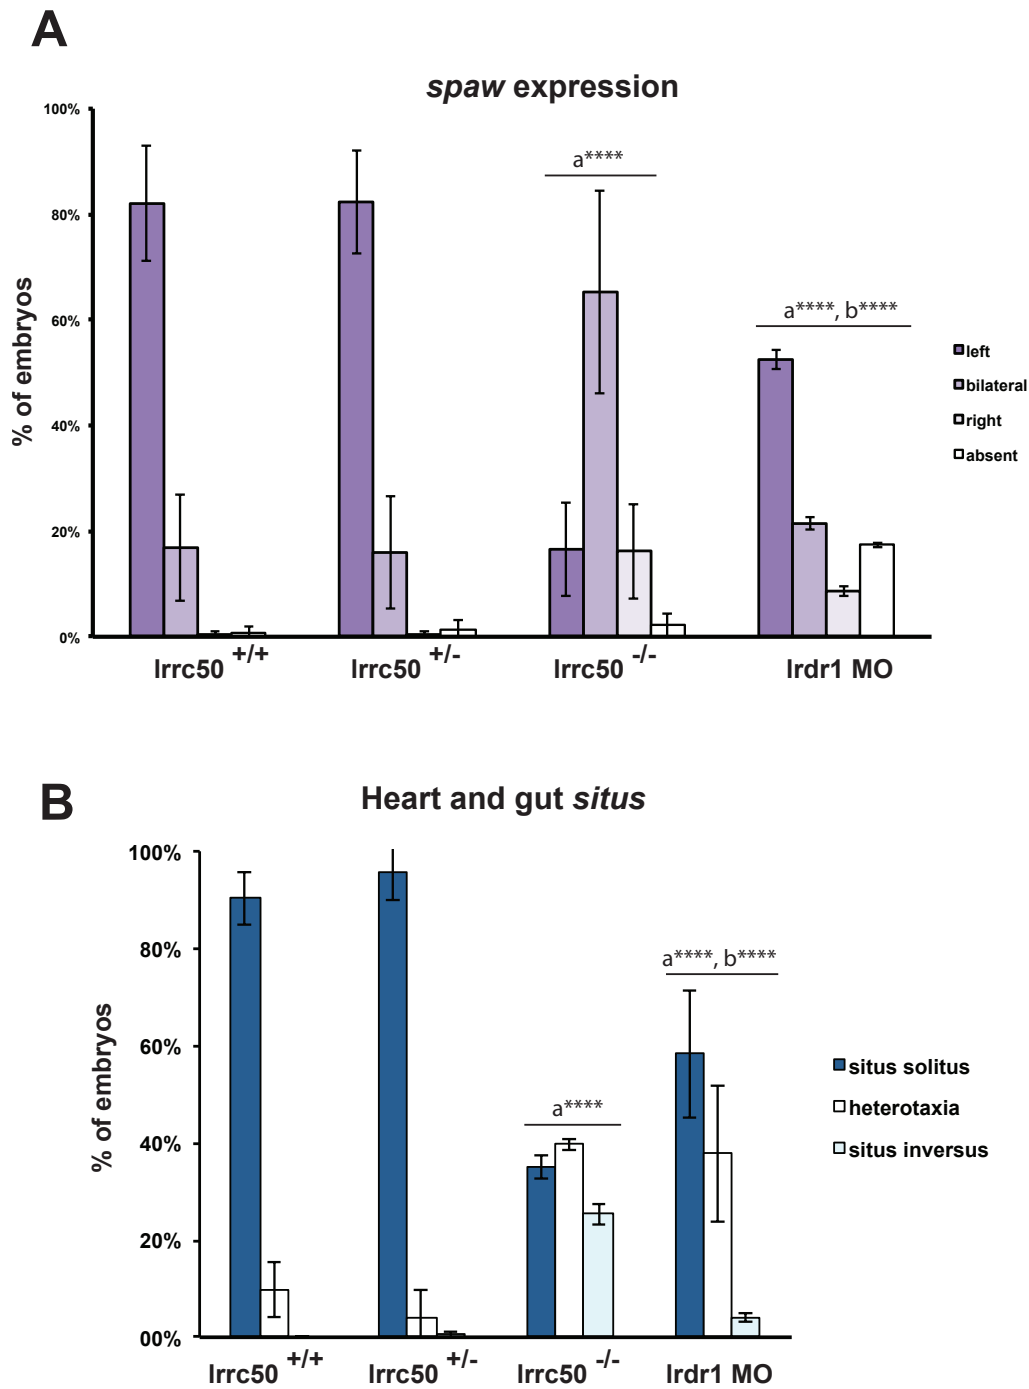 A
spaw expression
100%
80%
60%
40%
20%
0%
% of embryos
a****
a****, b****
left
bilateral
right
absent
lrrc50 +/+
lrrc50 +/-
lrrc50 -/-
lrdr1 MO
B
Heart and gut situs
100%
80%
60%
40%
20%
00%
% of embryos
a****
a****, b****
situs solitus
heterotaxia
situs inversus
lrrc50 +/+
lrrc50 +/-
lrrc50 -/-
lrdr1 MO